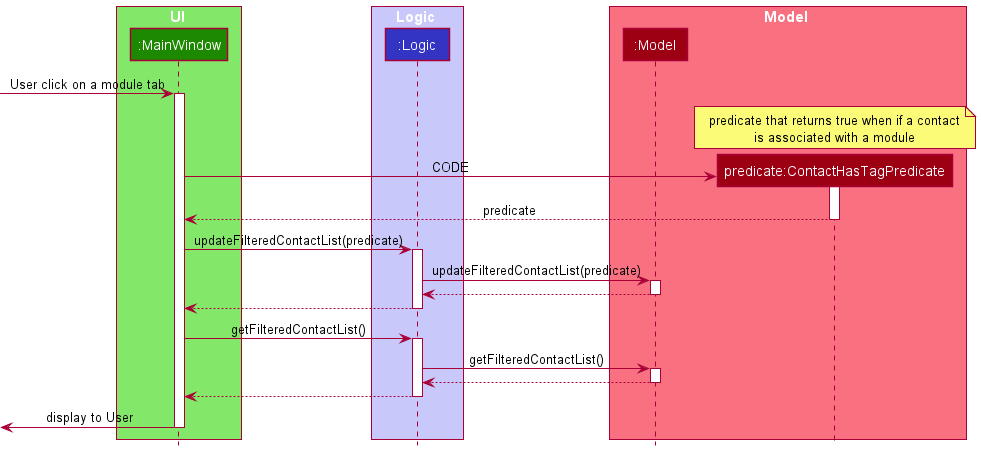 UI
Logic
Model
:MainWindow
:Logic
:Model
User click on a module tab
predicate that returns true when if a contact
is associated with a module
CODE
predicate:ContactHasTagPredicate
predicate
updateFilteredContactList(predicate)
updateFilteredContactList(predicate)
getFilteredContactList()
getFilteredContactList()
display to User